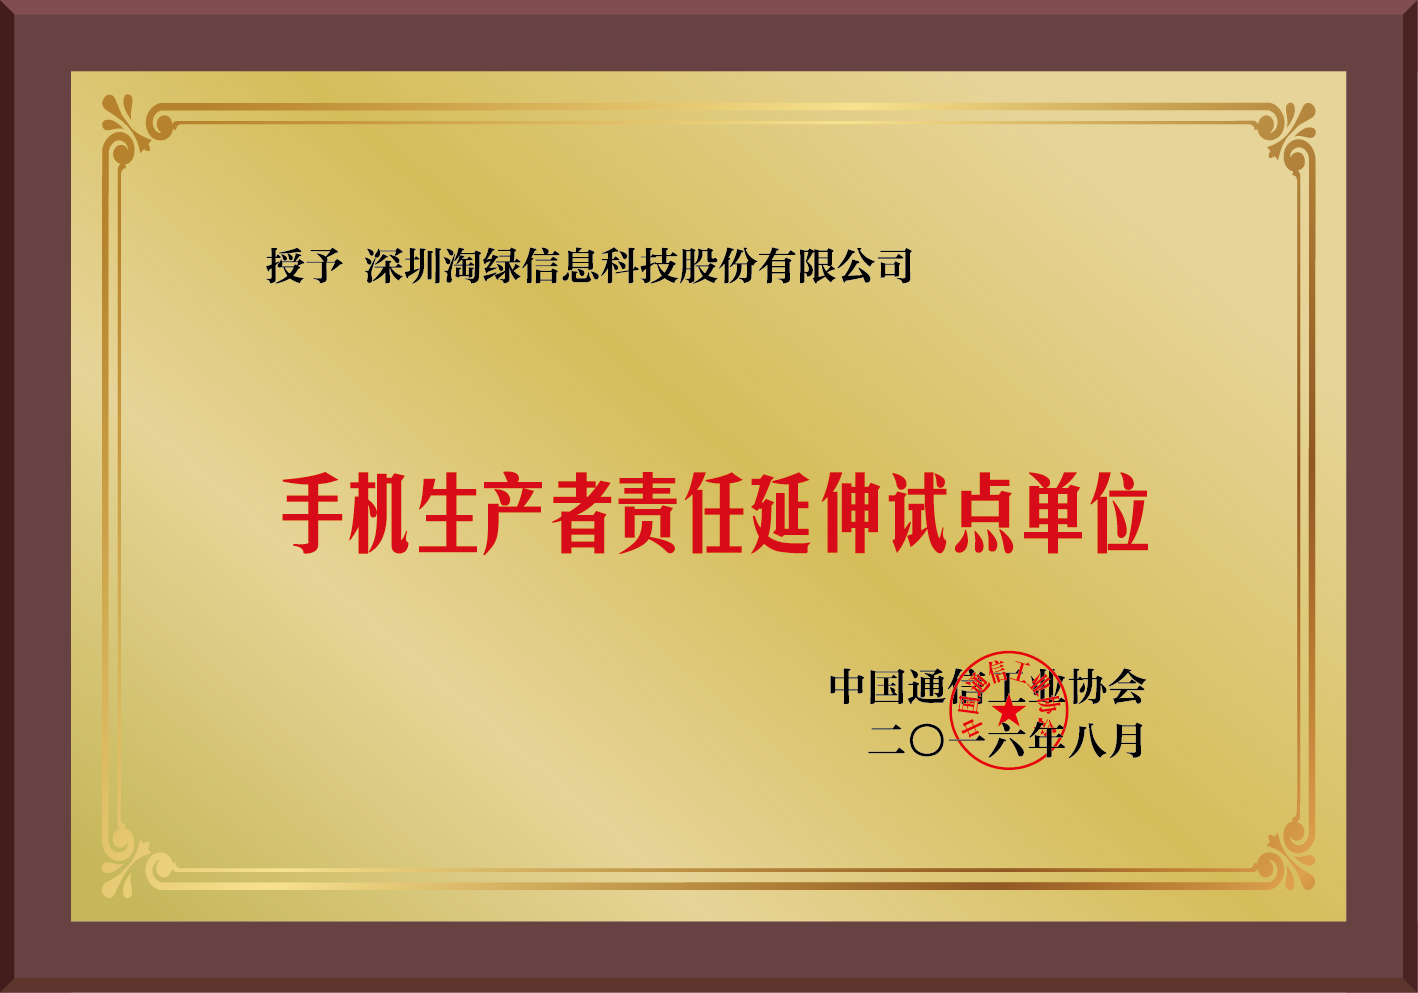 授予 深圳淘绿信息科技股份有限公司
手机生产者责任延伸试点单位
中国通信工业协会
二〇一六年八月
中国通信工业协会